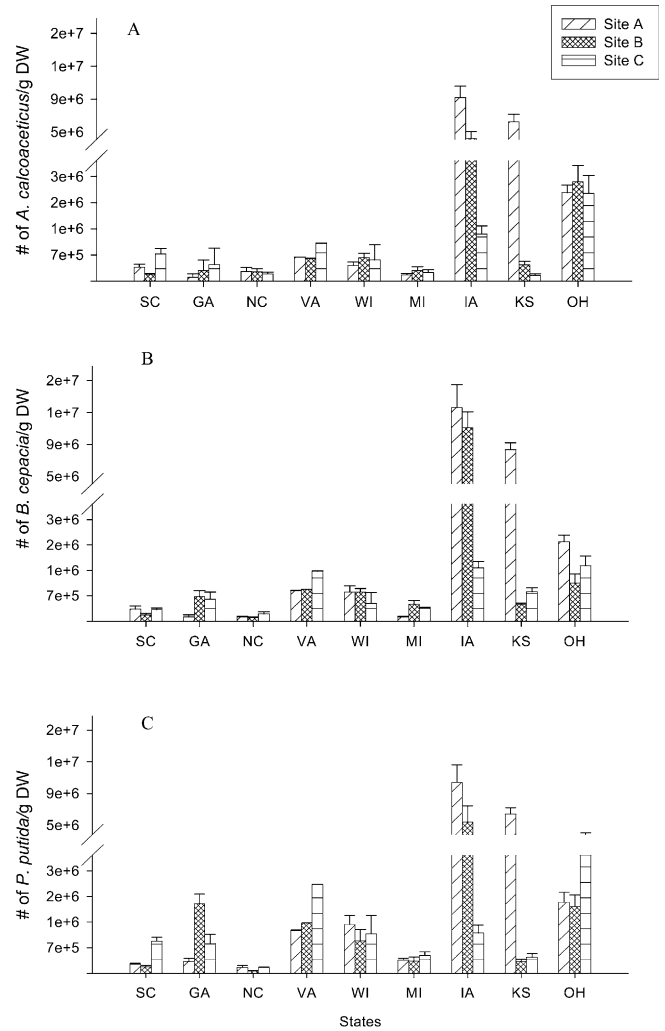 A
Site A
Site B
Site C
# of A. calcoaceticus/g DW
2e+7
1e+7
9e+6
5e+6
3e+6
1e+6
7e+5
SC GA NC VA WI MI IA KS OH
B
# of B. cepacia/g DW
2e+7
1e+7
9e+6
5e+6
3e+6
2e+6
1e+6
7e+5
SC GA NC VA WI MI IA KS OH
C
# of P. putida/g DW
2e+7
1e+7
9e+6
5e+6
3e+6
2e+6
1e+6
7e+5
SC GA NC VA WI MI IA KS OH
States